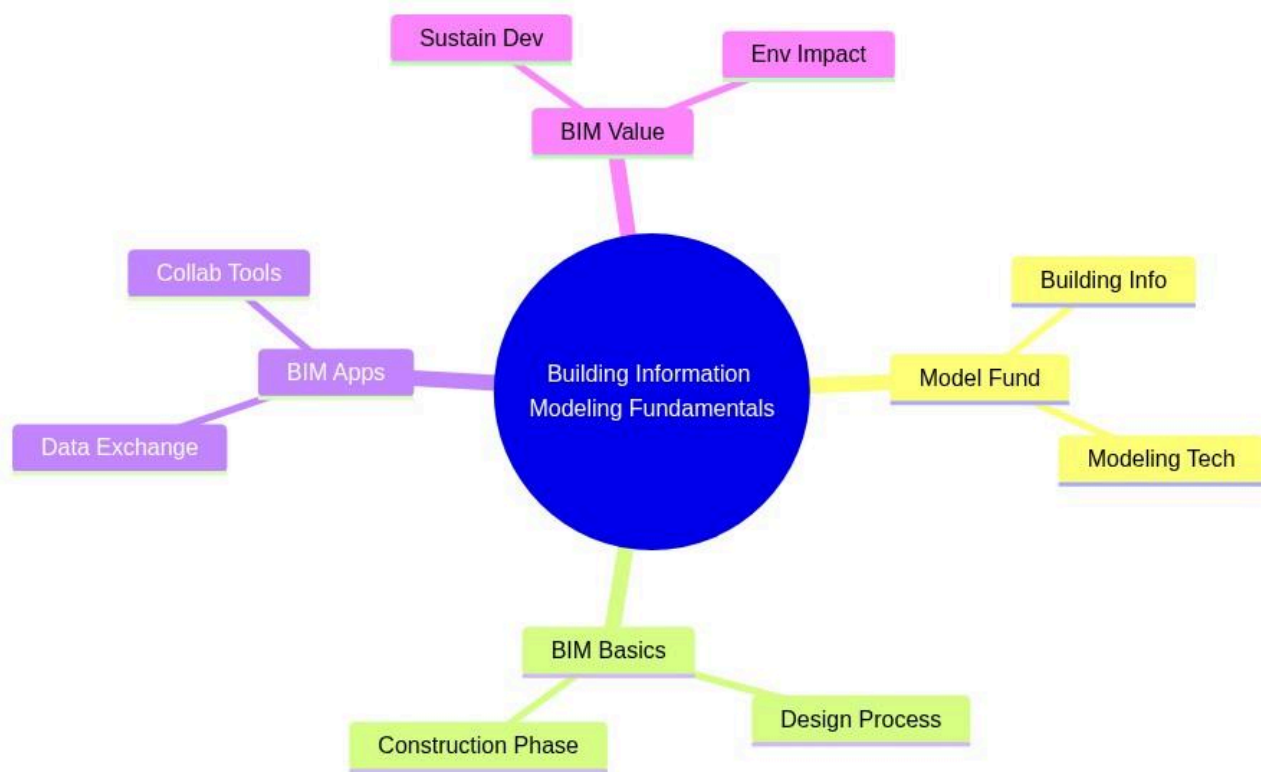 Sustain Dev
Env Impact
BIM Value
Collab Tools
Building Info
BIM Apps
Building Information
Modeling Fundamentals
Model Fund
Data Exchange
Modeling Tech
BIM Basics
Design Process
Construction Phase